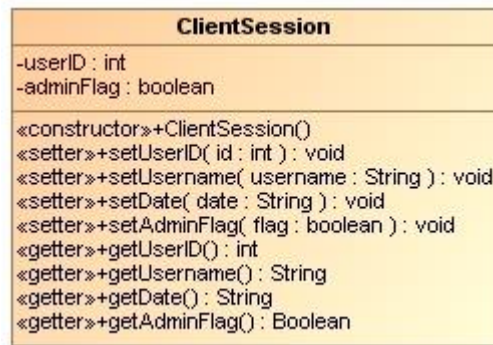 ClientSession
-userID : int
-adminFlag : boolean
«constructor»+ClientSession()
«setter»+setUserID( id : int ) : void
«setter»+setUsername( username : String ) : void
«setter»+setDate( date : String ) : void
«setter»+setAdminFlag( flag : boolean ) : void
«getter»+getUserID() : int
«getter»+getUsername() : String
«getter»+getDate() : String
«getter»+getAdminFlag() : Boolean